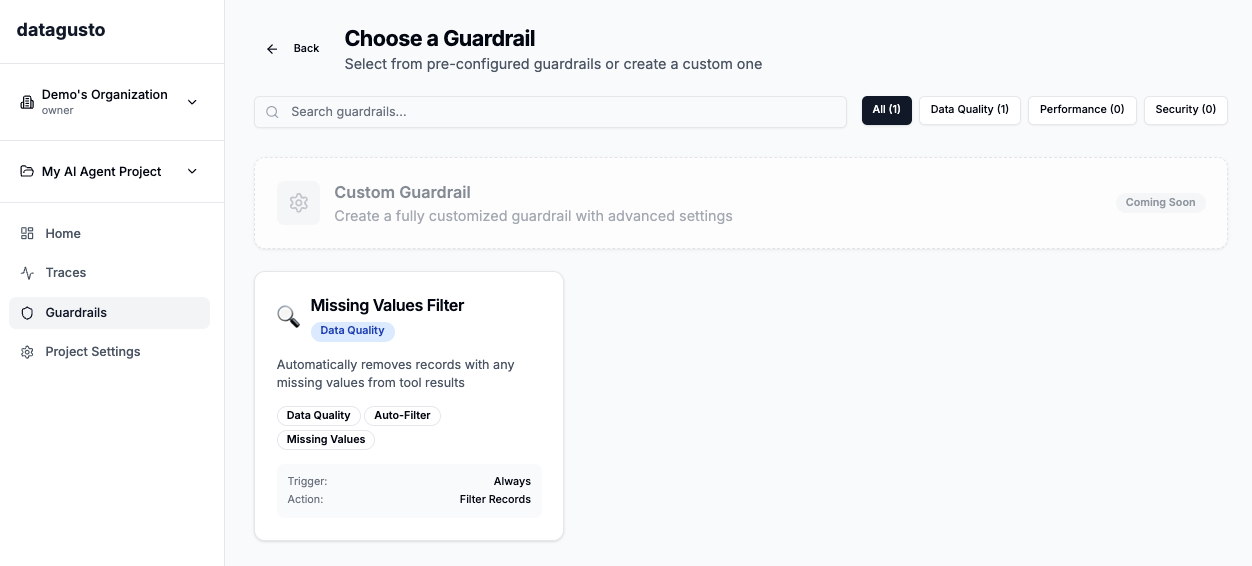 datagusto
Demo's Organization
owner
My AI Agent Project
Home
Traces
Guardrails
Project Settings
Back
Choose a Guardrail
Select from pre-configured guardrails or create a custom one
Search guardrails...
All (1)
Data Quality (1)
Performance (0)
Security (0)
Custom Guardrail
Create a fully customized guardrail with advanced settings
Coming Soon
Missing Values Filter
Data Quality
Automatically removes records with any
missing values from tool results
Data Quality
Auto-Filter
Missing Values
Trigger:
Always
Action:
Filter Records